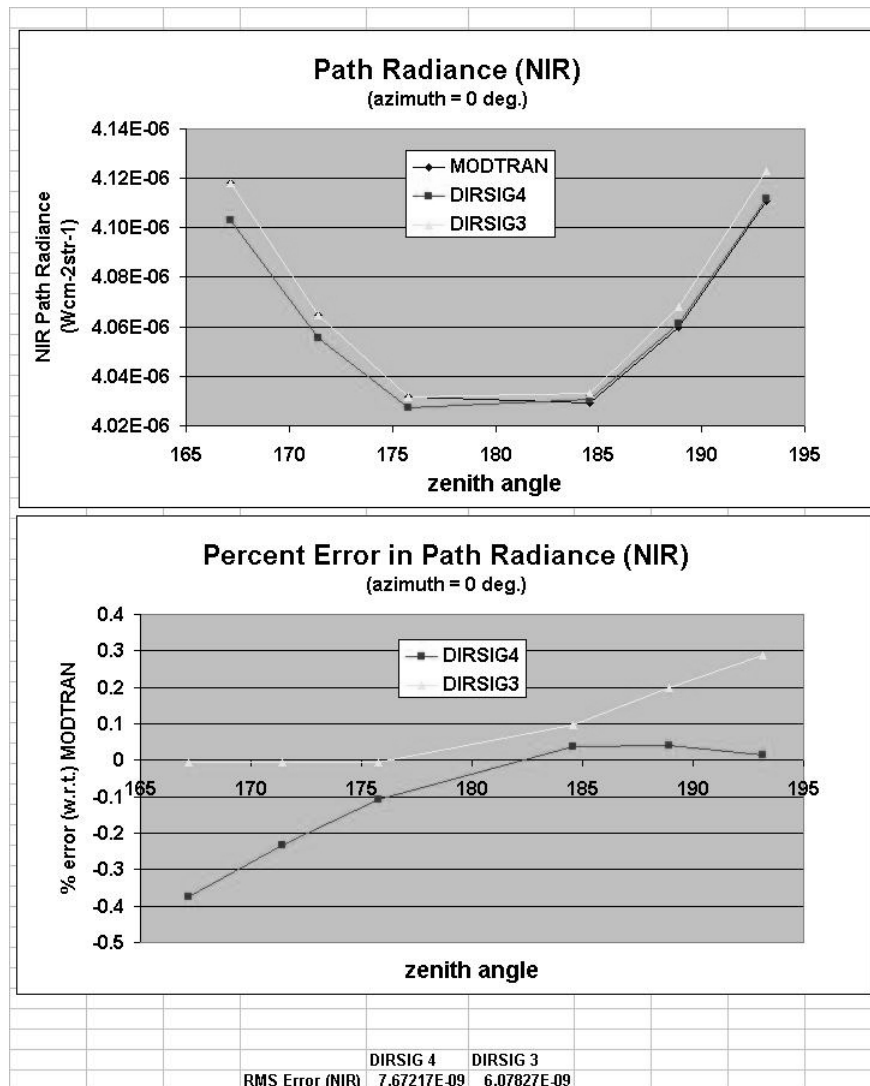 Path Radiance (NIR)
(azimuth = 0 deg.)
NIR Path Radiance
(Wcm-2str-1)
4.14E-06
4.12E-06
4.10E-06
4.08E-06
4.06E-06
4.04E-06
4.02E-06
MODTRAN
DIRSIG4
DIRSIG3
165 170 175 180 185 190 195
zenith angle
Percent Error in Path Radiance (NIR)
(azimuth = 0 deg.)
% error (w.r.t.) MODTRAN
0.4
0.3
0.2
0.1
0
-0.1
-0.2
-0.3
-0.4
-0.5
DIRSIG4
DIRSIG3
165 170 175 180 185 190 195
zenith angle
DIRSIG 4 DIRSIG 3
RMS Error (NIR) 7.67217E-09 6.07827E-09